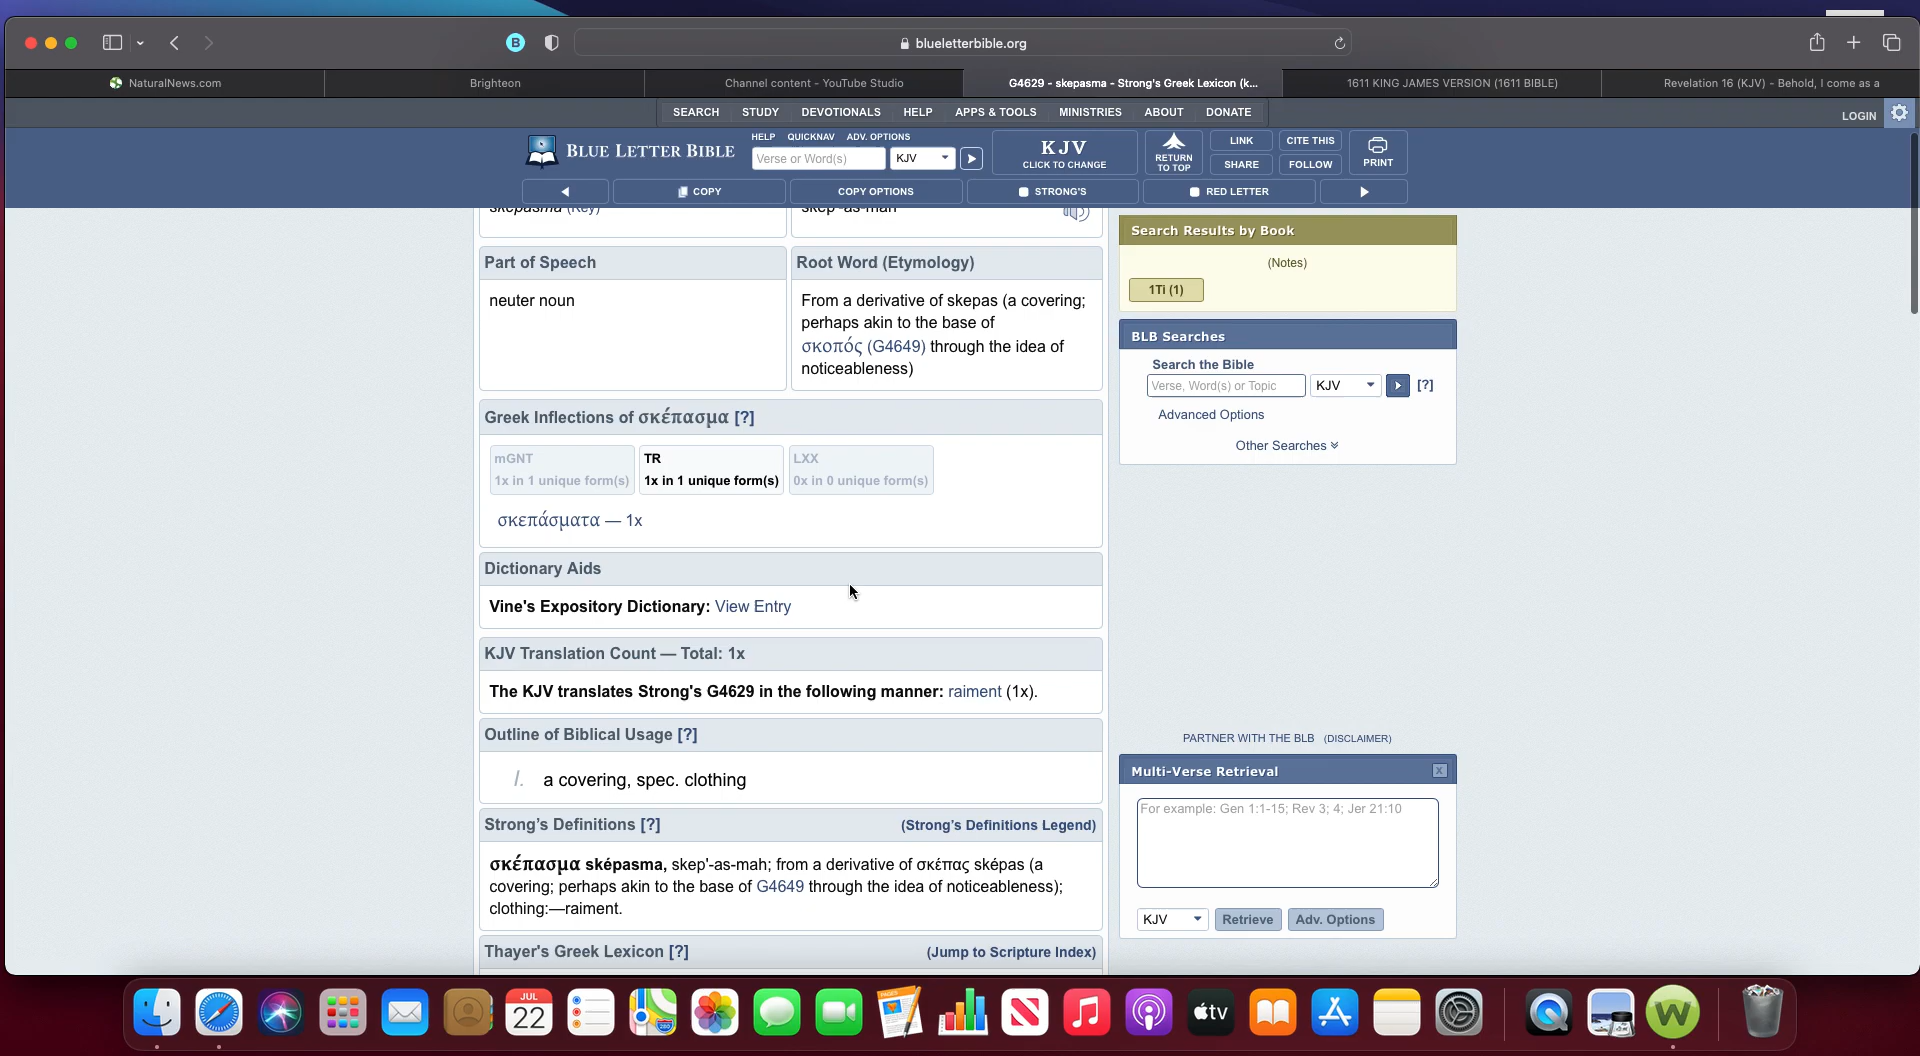 blueletterbible.org
NaturalNews.com
Brighteon
Channel content - YouTube Studio
G4629 - skepasma - Strong's Greek Lexicon (k...
1611 KING JAMES VERSION (1611 BIBLE)
Revelation 16 (KJV) - Behold, I come as a
SEARCH STUDY DEVOTIONALS HELP APPS & TOOLS MINISTRIES ABOUT DONATE
LOGIN
BLUE LETTER BIBLE
HELP QUICKNAV ADV. OPTIONS
Verse or Word(s)
KJV
KJV
CLICK TO CHANGE
RETURN
TO TOP
LINK
CITE THIS
SHARE
FOLLOW
PRINT
COPY
COPY OPTIONS
STRONG'S
RED LETTER
skepasma (Key)
skep'-as-mah
Part of Speech
neuter noun
Root Word (Etymology)
From a derivative of skepas (a covering;
perhaps akin to the base of
σκοπός (G4649) through the idea of
noticeableness)
Greek Inflections of σκέπασμα [?]
mGNT
1x in 1 unique form(s)
TR
1x in 1 unique form(s)
LXX
0x in 0 unique form(s)
σκεπάσματα — 1x
Dictionary Aids
Vine's Expository Dictionary: View Entry
KJV Translation Count — Total: 1x
The KJV translates Strong's G4629 in the following manner: raiment (1x).
Outline of Biblical Usage [?]
I. a covering, spec. clothing
Strong's Definitions [?]
(Strong's Definitions Legend)
σκέπασμα sképasma, skep'-as-mah; from a derivative of σκέπας sképas (a
covering; perhaps akin to the base of G4649 through the idea of noticeableness);
clothing:—raiment.
Thayer's Greek Lexicon [?]
(Jump to Scripture Index)
Search Results by Book
(Notes)
1Ti (1)
BLB Searches
Search the Bible
Verse, Word(s) or Topic
KJV
[?]
Advanced Options
Other Searches
PARTNER WITH THE BLB (DISCLAIMER)
Multi-Verse Retrieval
x
For example: Gen 1:1-15; Rev 3; 4; Jer 21:10
KJV
Retrieve
Adv. Options
JUL
22
PAGES
280
tv
W